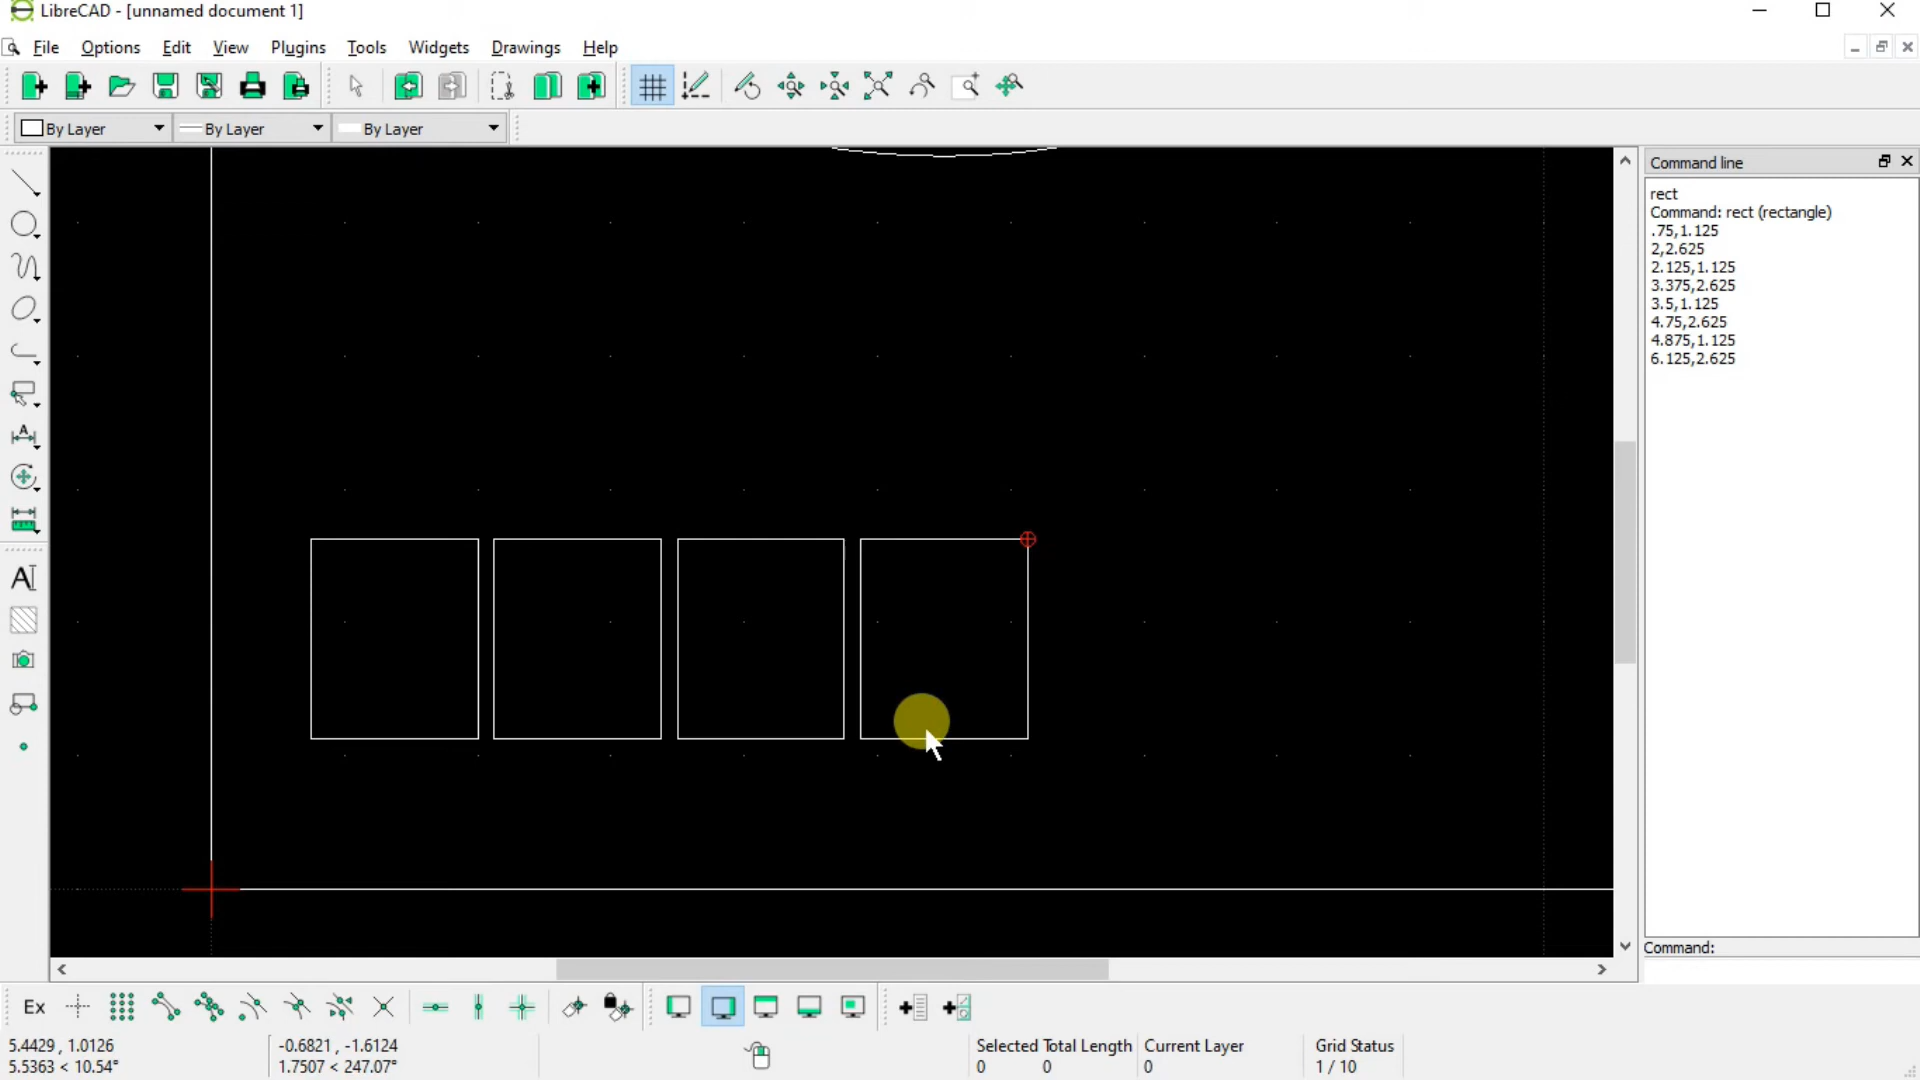 LibreCAD - [unnamed document 1]
File Options Edit View Plugins Tools Widgets Drawings Help
By Layer By Layer By Layer
Command line
rect
Command: rect (rectangle)
.75,1.125
2,2.625
2.125,1.125
3.375,2.625
3.5,1.125
4.75,2.625
4.875,1.125
6.125,2.625
A
A
Command:
Ex
5.4429 , 1.0126
5.5363 < 10.54°
-0.6821 , -1.6124
1.7507 < 247.07°
Selected Total Length
0 0
Current Layer
0
Grid Status
1 / 10